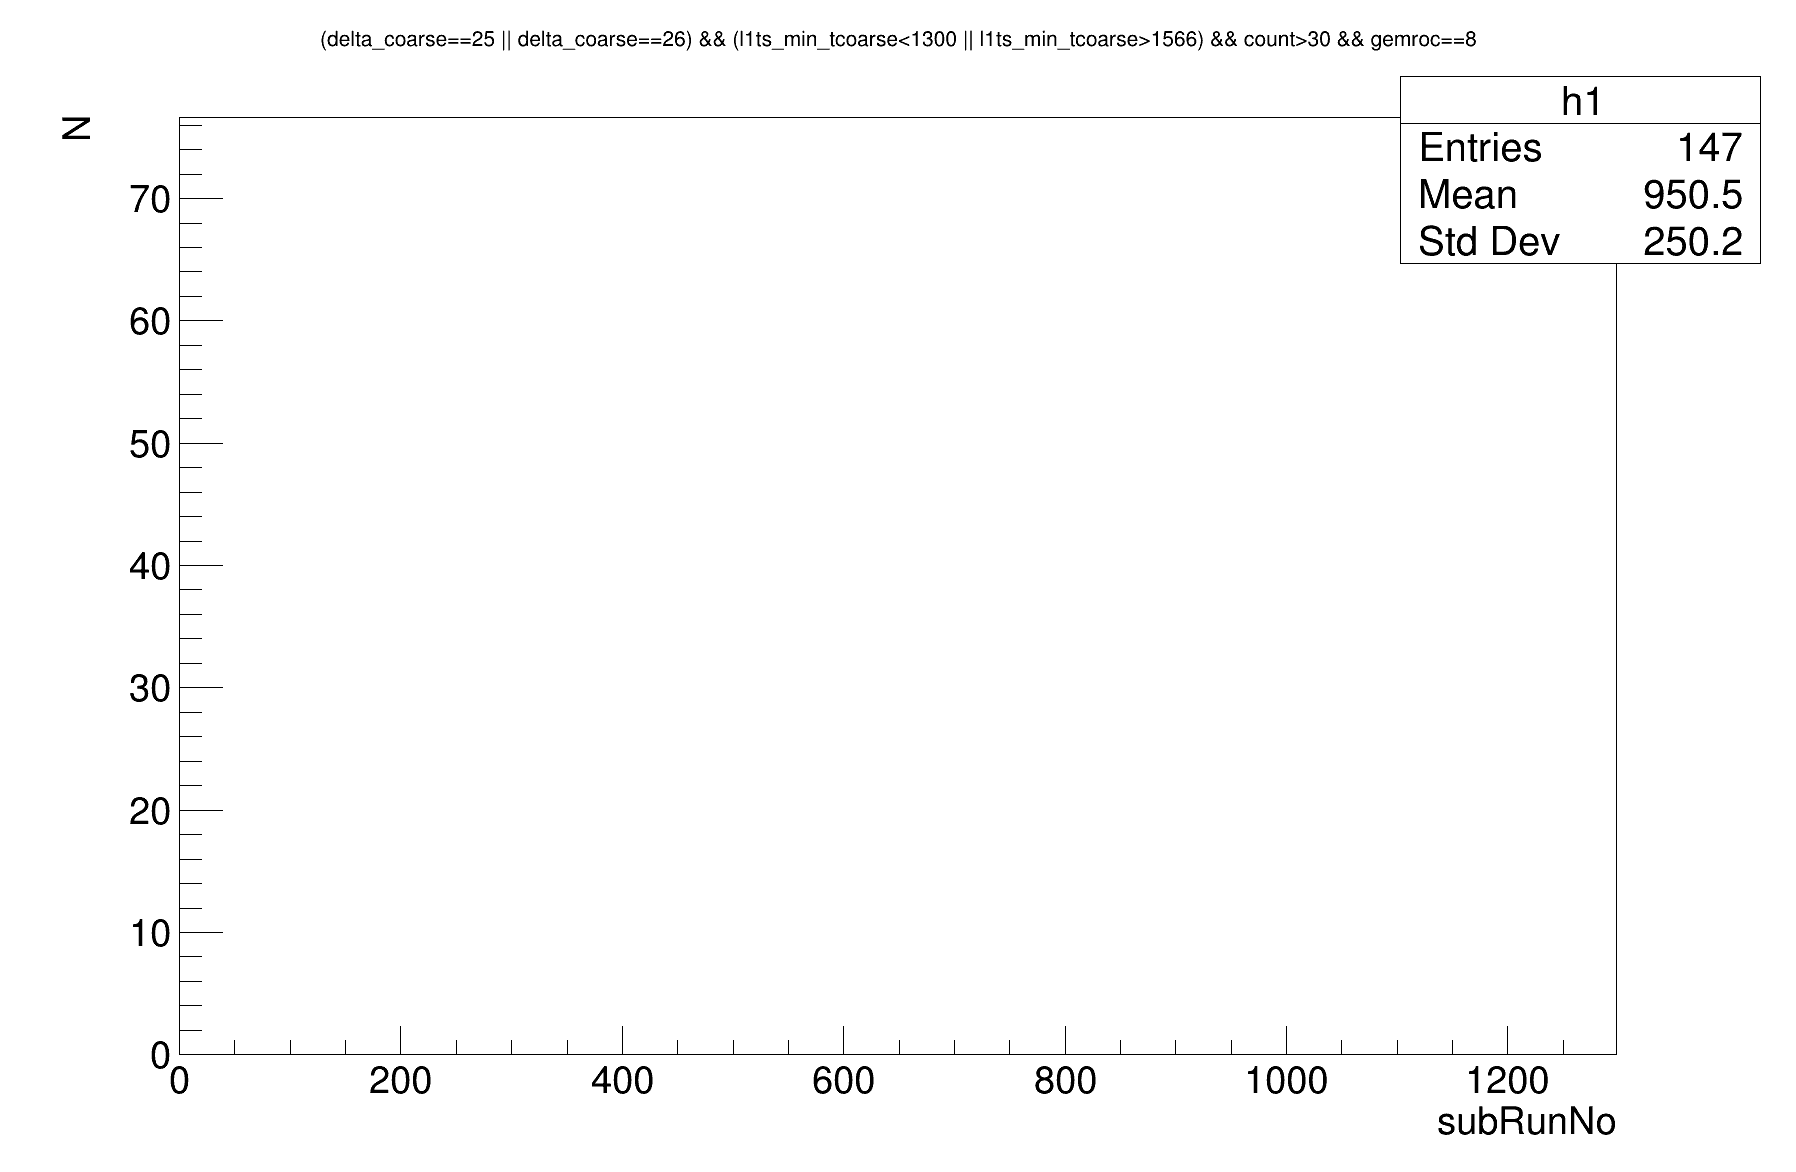 (delta_coarse==25 || delta_coarse==26) && (l1ts_min_tcoarse<1300 || l1ts_min_tcoarse>1566) && count>30 && gemroc==8
h1
Entries 147
Mean 950.5
Std Dev 250.2
N
70
60
50
40
30
20
10
0
0 200 400 600 800 1000 1200
subRunNo